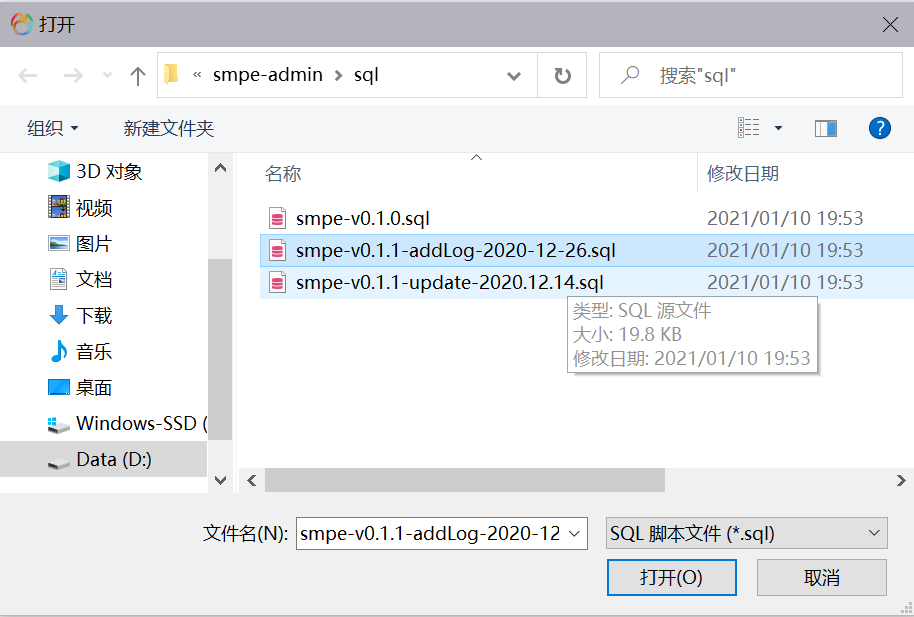 打开
« smpe-admin › sql
搜索"sql"
组织
新建文件夹
?
3D 对象
视频
图片
文档
下载
音乐
桌面
Windows-SSD (
Data (D:)
名称
修改日期
smpe-v0.1.0.sql
2021/01/10 19:53
smpe-v0.1.1-addLog-2020-12-26.sql
2021/01/10 19:53
smpe-v0.1.1-update-2020.12.14.sql
2021/01/10 19:53
类型: SQL 源文件
大小: 19.8 KB
修改日期: 2021/01/10 19:53
文件名(N):
smpe-v0.1.1-addLog-2020-12
SQL 脚本文件 (*.sql)
打开(O)
取消